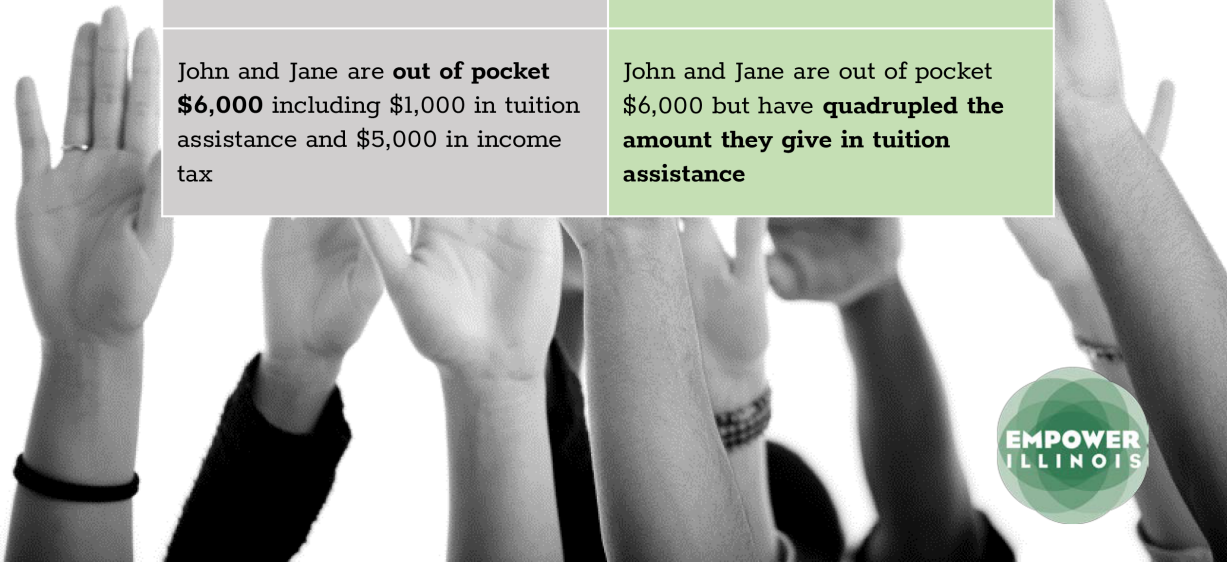 John and Jane are out of pocket
$6,000 including $1,000 in tuition
assistance and $5,000 in income
tax
John and Jane are out of pocket
$6,000 but have quadrupled the
amount they give in tuition
assistance
EMPOWER
ILLINOIS